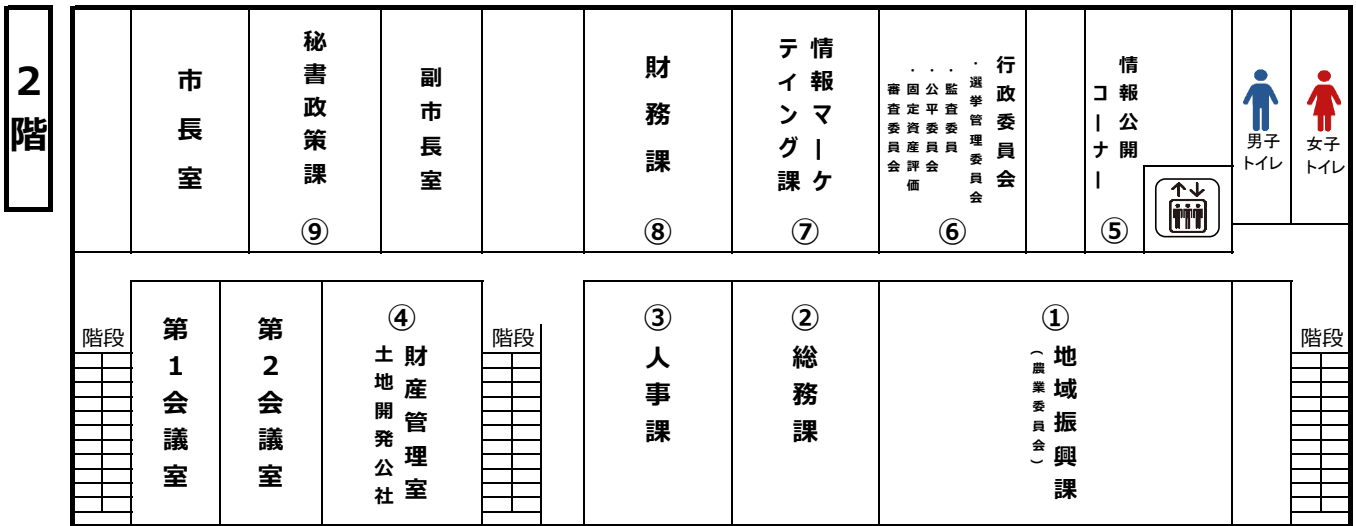 2階
市長室
秘書政策課
⑨
副市長室
財務課
⑧
情報マーケ
テイング課
⑦
行政委員会
・選挙管理委員会
・監査委員
・公平委員会
・固定資産評価
審査委員会
⑥
情報公開
コーナー
⑤
男子
トイレ
女子
トイレ
階段
第1会議室
第2会議室
④
財産管理室
土地開発公社
階段
③
人事課
②
総務課
①
地域振興課
(農業委員会)
階段